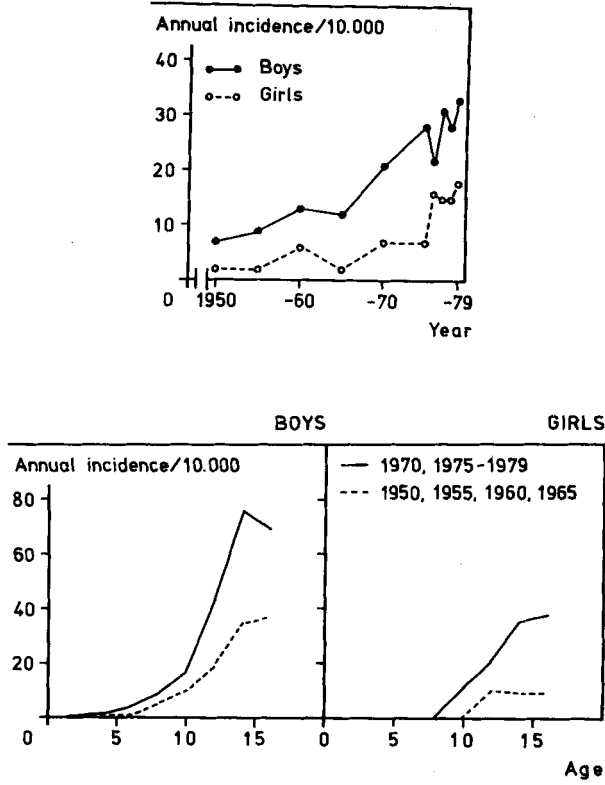 Annual incidence/10.000
40
Boys
Girls
30
20
10
0 1950 -60 -70 -79
Year
BOYS GIRLS
Annual incidence/10.000
1970, 1975-1979
1950, 1955, 1960, 1965
80
60
40
20
0 5 10 15 0 5 10 15
Age